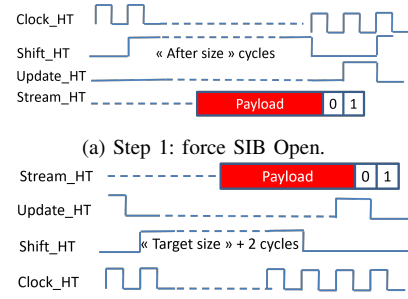 Clock_HT
Shift_HT « After size » cycles
Update_HT
Stream_HT Payload 0 1
(a) Step 1: force SIB Open.
Stream_HT Payload 0 1
Update_HT
Shift_HT « Target size » + 2 cycles
Clock_HT